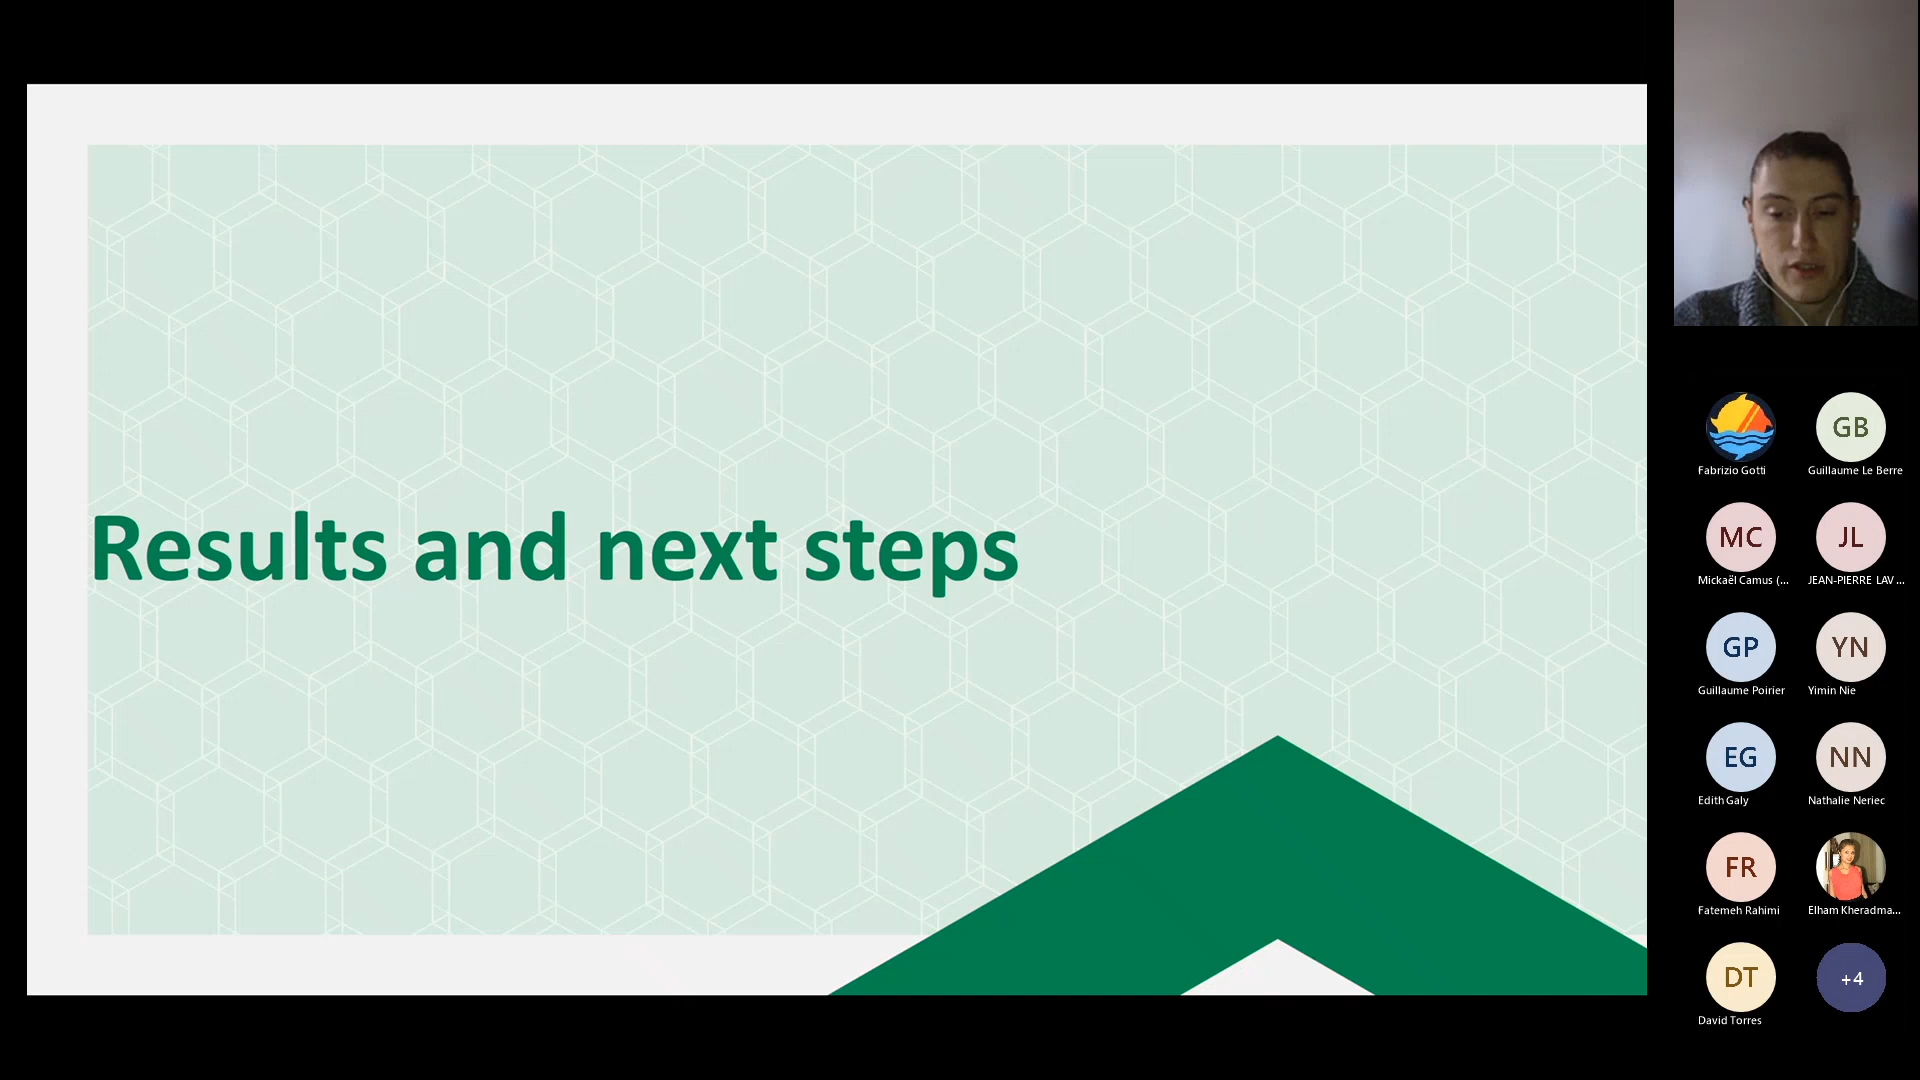 Results and next steps
Fabrizio Gotti
GB
Guillaume Le Berre
MC
Mickaël Camus (...
JL
JEAN-PIERRE LAV ...
GP
Guillaume Poirier
YN
Yimin Nie
EG
Edith Galy
NN
Nathalie Neriec
FR
Fatemeh Rahimi
Elham Kheradma...
DT
David Torres
+4